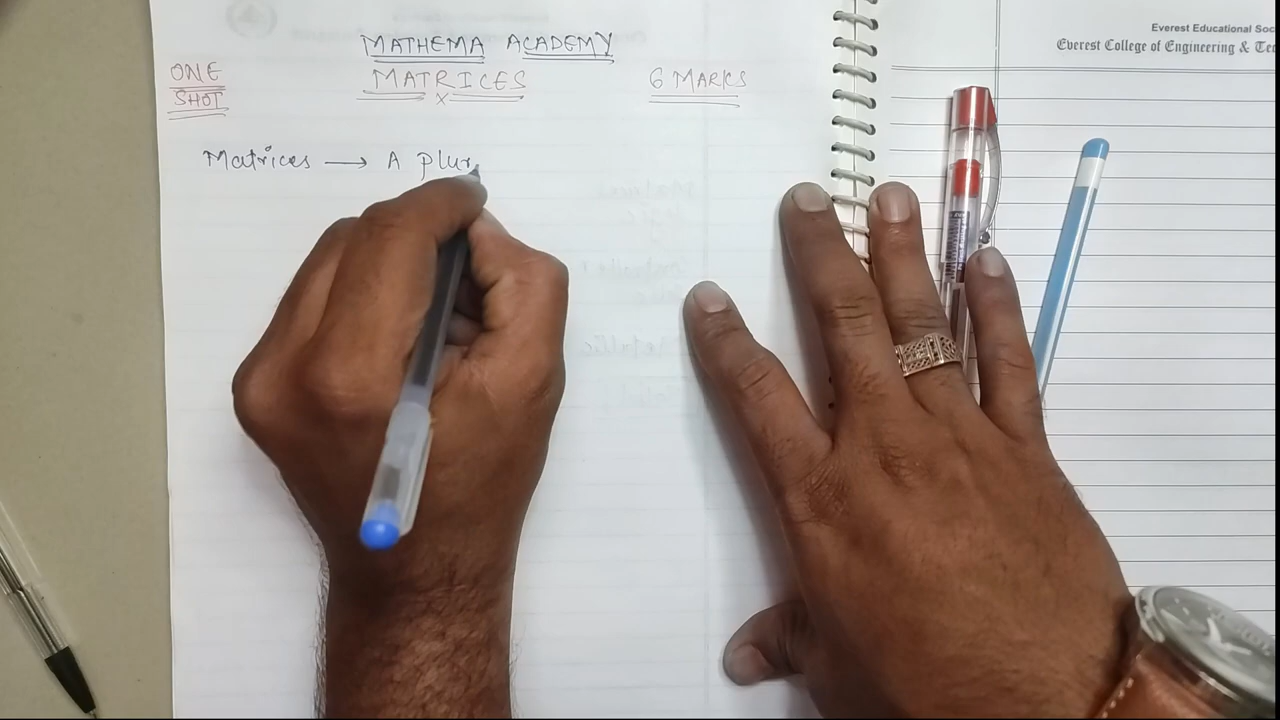 MATHEMA ACADEMY
ONE SHOT
MATRICES
6 MARKS
Matrices → A plur
Everest Educational Soc
Everest College of Engineering & Te